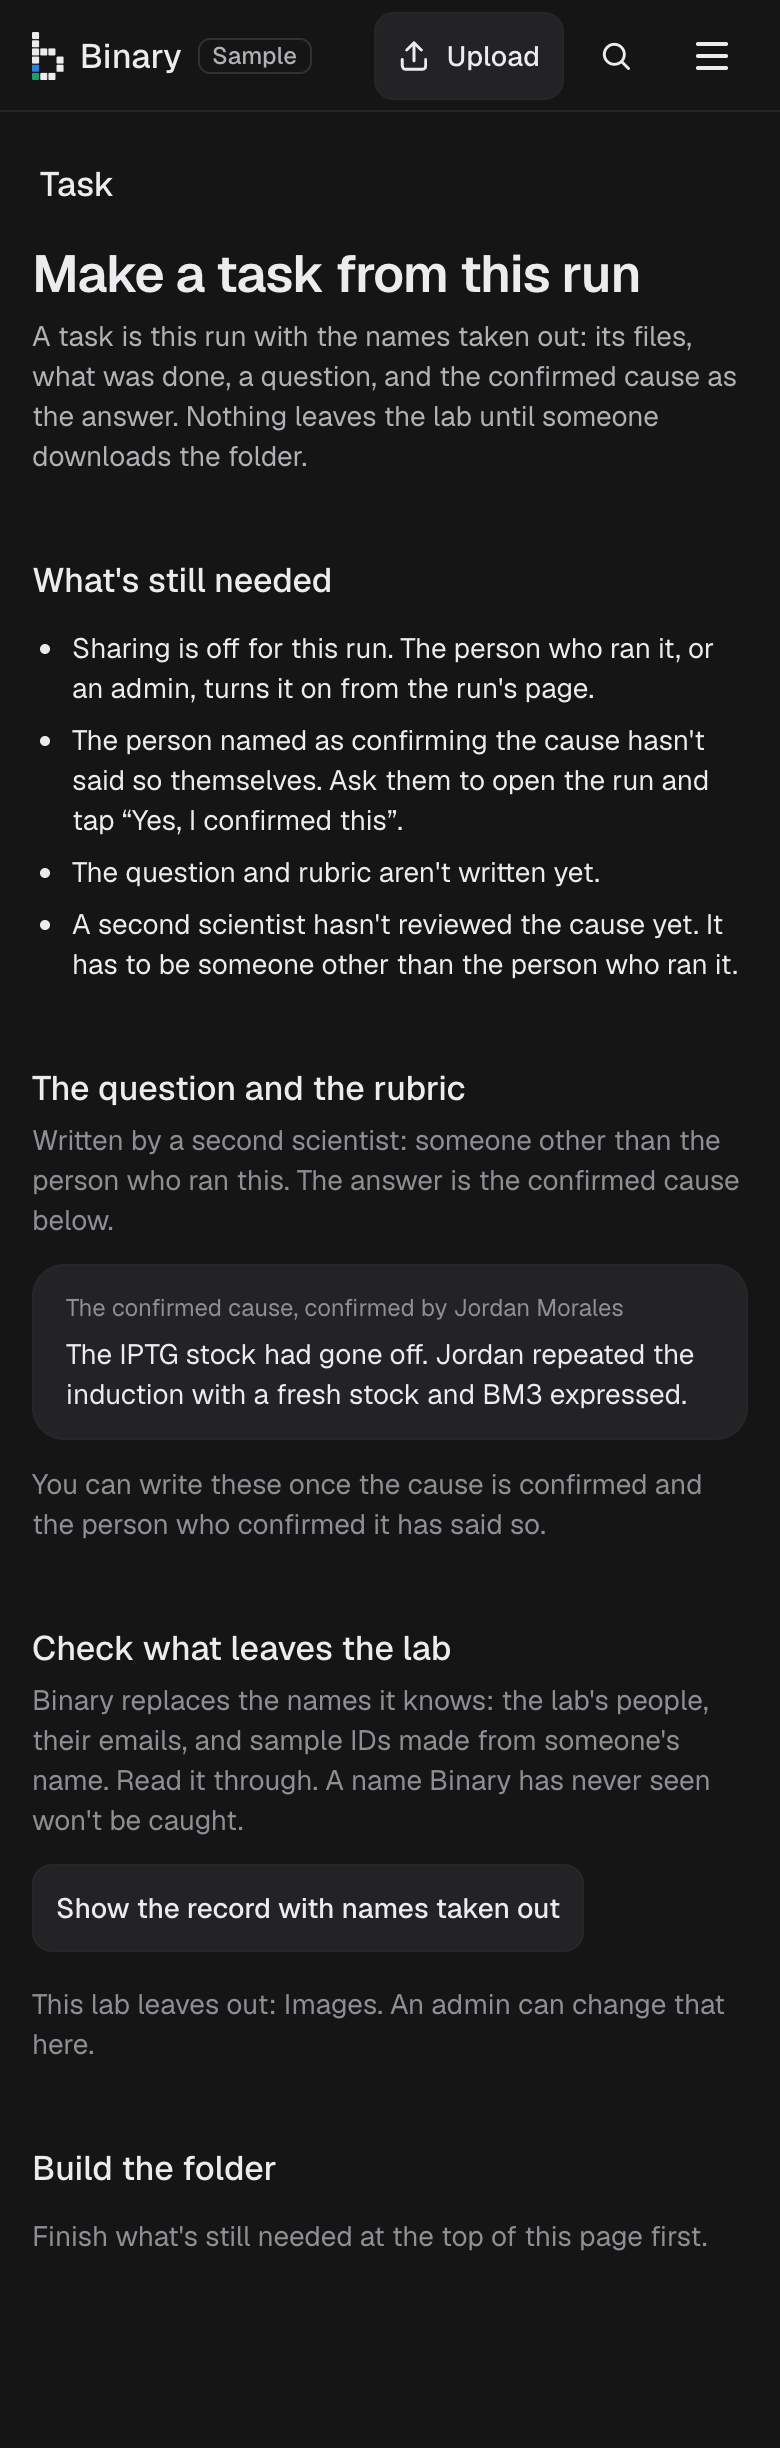 Binary
Sample
Upload
Task
Make a task from this run
A task is this run with the names taken out: its files,
what was done, a question, and the confirmed cause as
the answer. Nothing leaves the lab until someone
downloads the folder.
What's still needed
• Sharing is off for this run. The person who ran it, or
an admin, turns it on from the run's page.
• The person named as confirming the cause hasn't
said so themselves. Ask them to open the run and
tap “Yes, I confirmed this”.
• The question and rubric aren't written yet.
• A second scientist hasn't reviewed the cause yet. It
has to be someone other than the person who ran it.
The question and the rubric
Written by a second scientist: someone other than the
person who ran this. The answer is the confirmed cause
below.
The confirmed cause, confirmed by Jordan Morales
The IPTG stock had gone off. Jordan repeated the
induction with a fresh stock and BM3 expressed.
You can write these once the cause is confirmed and
the person who confirmed it has said so.
Check what leaves the lab
Binary replaces the names it knows: the lab's people,
their emails, and sample IDs made from someone's
name. Read it through. A name Binary has never seen
won't be caught.
Show the record with names taken out
This lab leaves out: Images. An admin can change that
here.
Build the folder
Finish what's still needed at the top of this page first.